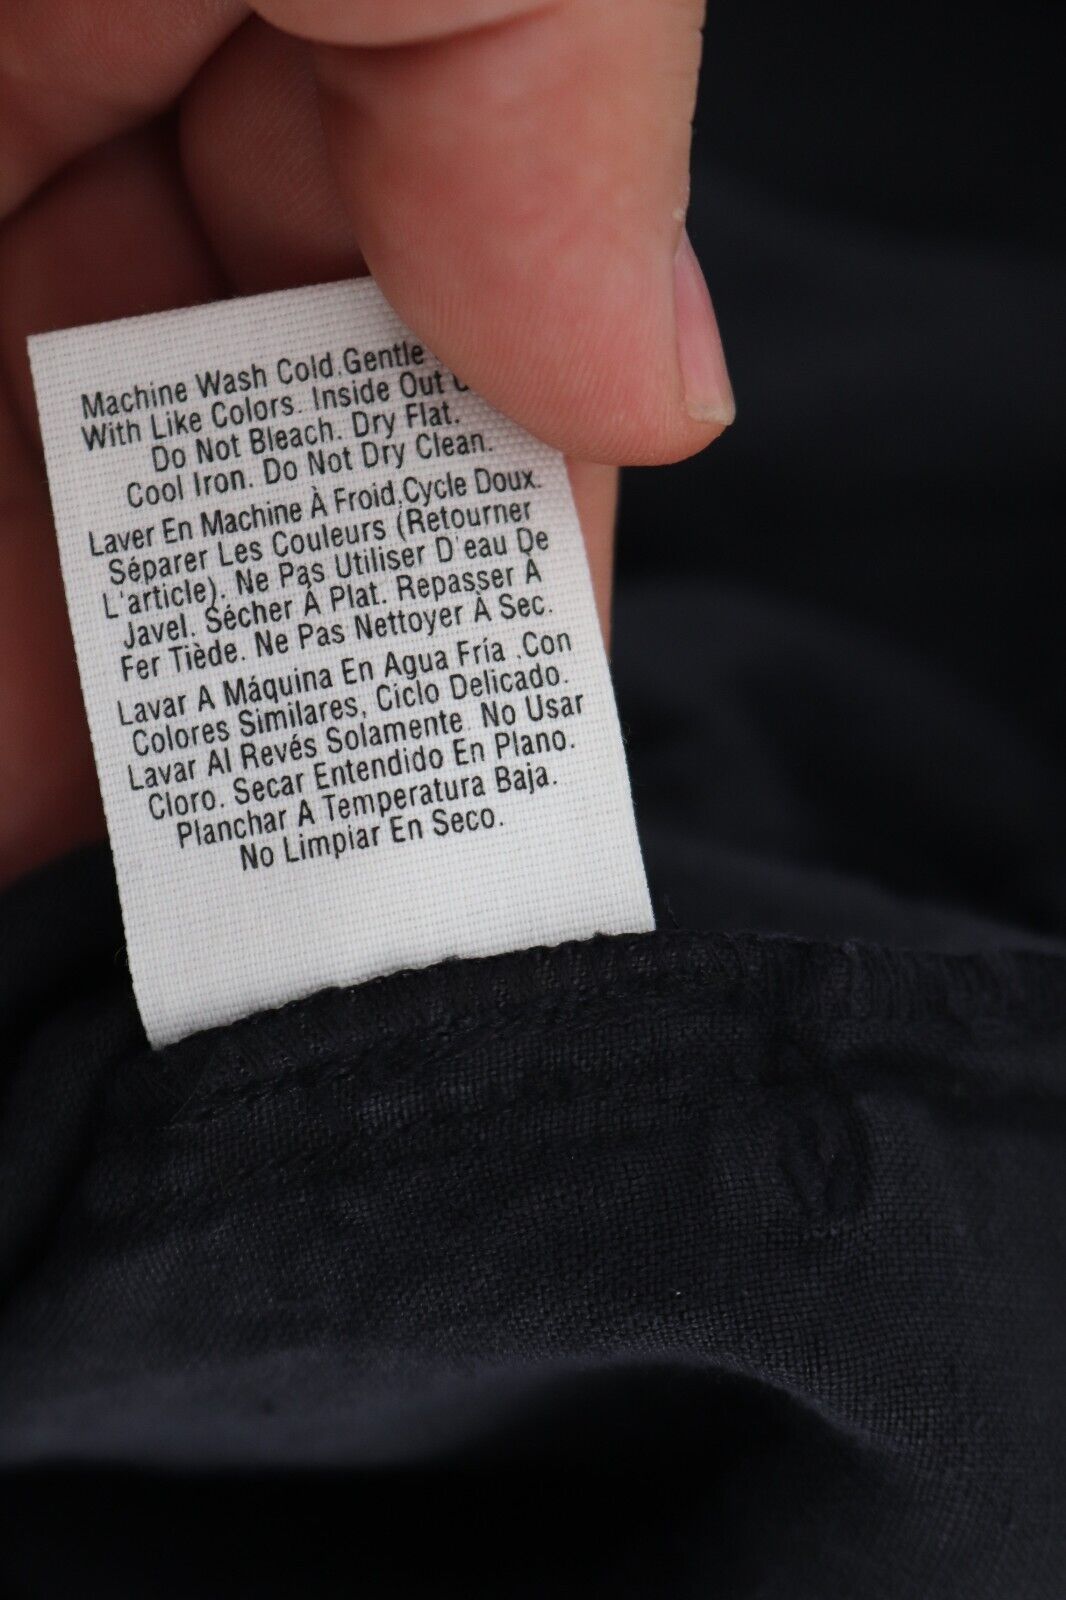 Machine Wash Cold.Gentle
With Like Colors. Inside Out
Do Not Bleach. Dry Flat.
Cool Iron. Do Not Dry Clean.
Laver En Machine À Froid.Cycle Doux.
Séparer Les Couleurs (Retourner
L'article). Ne Pas Utiliser D'eau De
Javel. Sécher À Plat. Repasser À
Fer Tiède. Ne Pas Nettoyer À Sec.
Lavar A Máquina En Agua Fría .Con
Colores Similares, Ciclo Delicado.
Lavar Al Revés Solamente. No Usar
Cloro. Secar Entendido En Plano.
Planchar A Temperatura Baja.
No Limpiar En Seco.